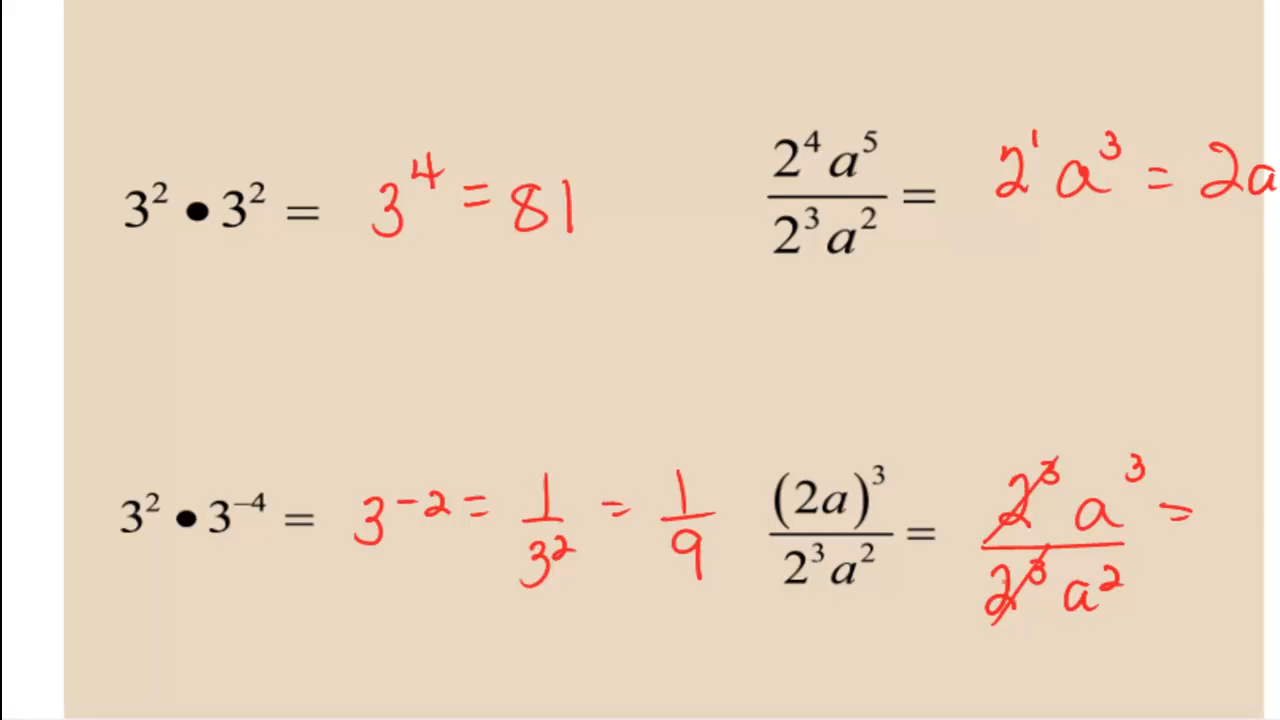 3² • 3² = 3⁴ = 81
2⁴a⁵ / 2³a² = 2¹a³ = 2a
3² • 3⁻⁴ = 3⁻² = 1 / 3² = 1 / 9
(2a)³ / 2³a² = 2³a³ / 2³a² =